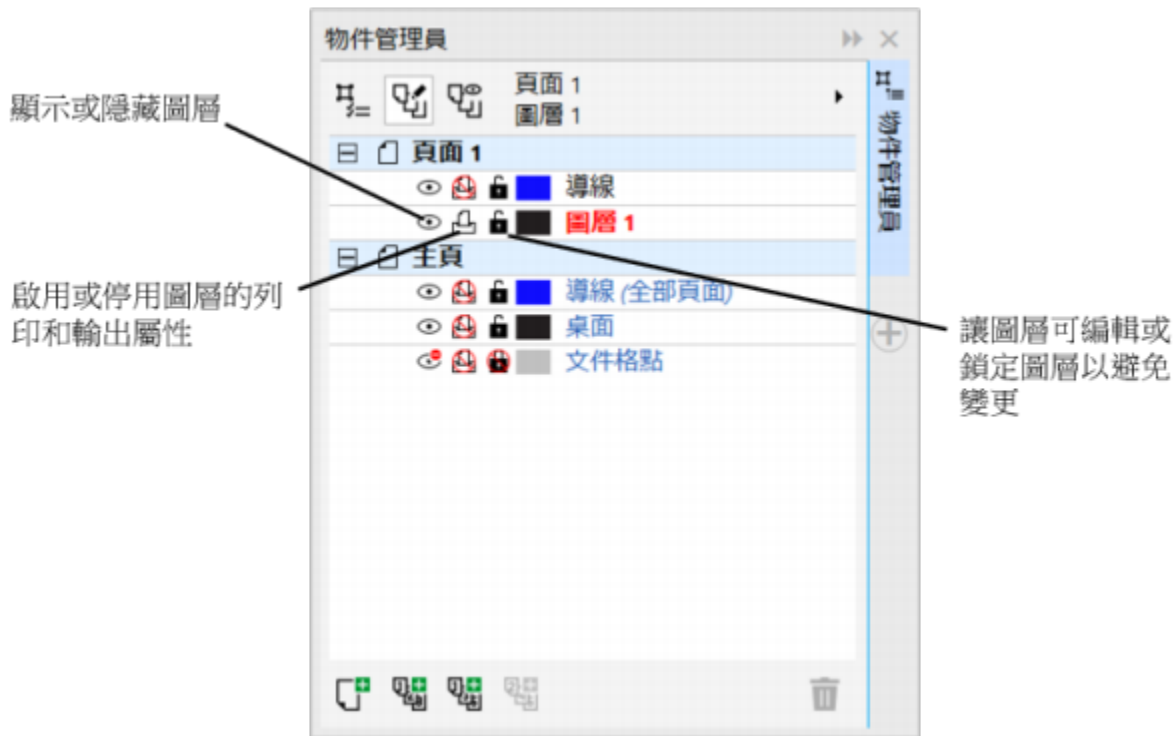 物件管理員
頁面 1
圖層 1
物件管理員
顯示或隱藏圖層
頁面 1
導線
圖層 1
主頁
啟用或停用圖層的列
印和輸出屬性
導線 (全部頁面)
桌面
文件格點
讓圖層可編輯或
鎖定圖層以避免
變更